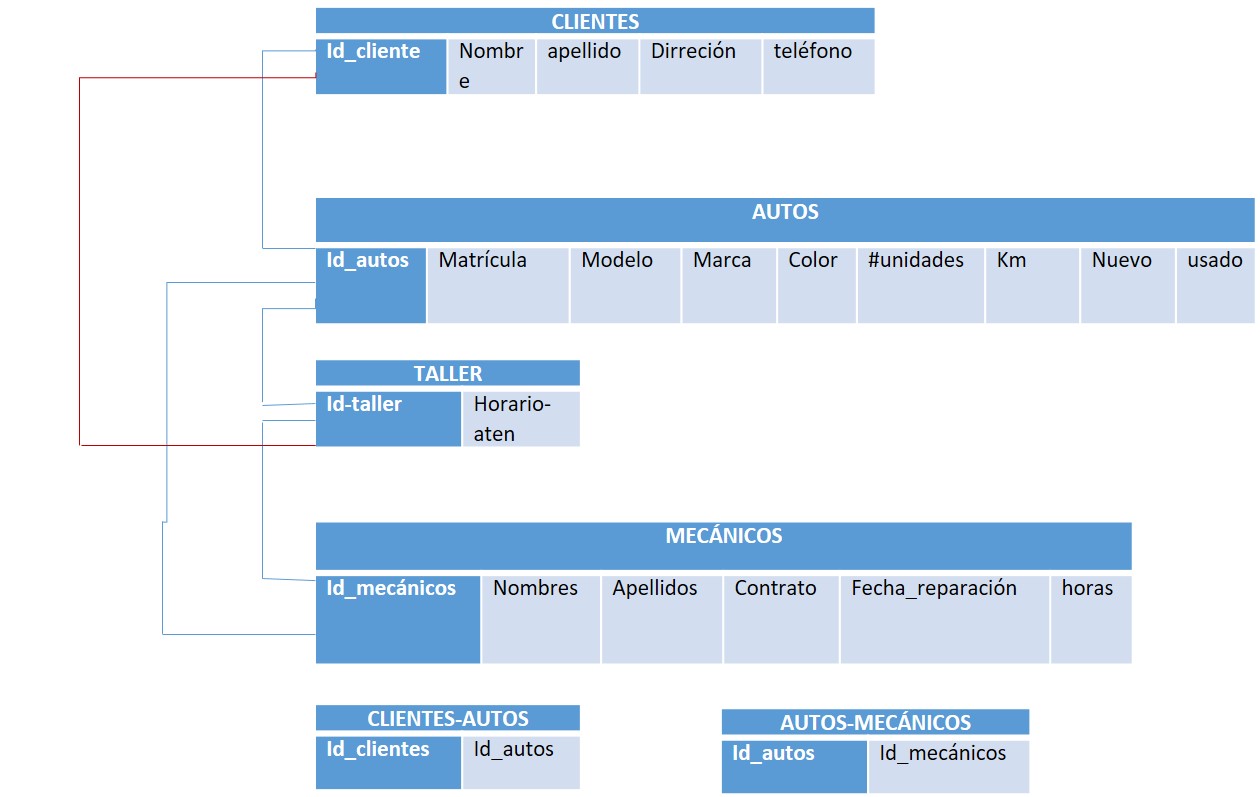 CLIENTES
Id_cliente Nombr apellido Dirreción teléfono
e
AUTOS
Id_autos Matrícula Modelo Marca Color #unidades Km Nuevo usado
TALLER
Id-taller Horario-
aten
MECÁNICOS
Id_mecánicos Nombres Apellidos Contrato Fecha_reparación horas
CLIENTES-AUTOS
Id_clientes Id_autos
AUTOS-MECÁNICOS
Id_autos Id_mecánicos